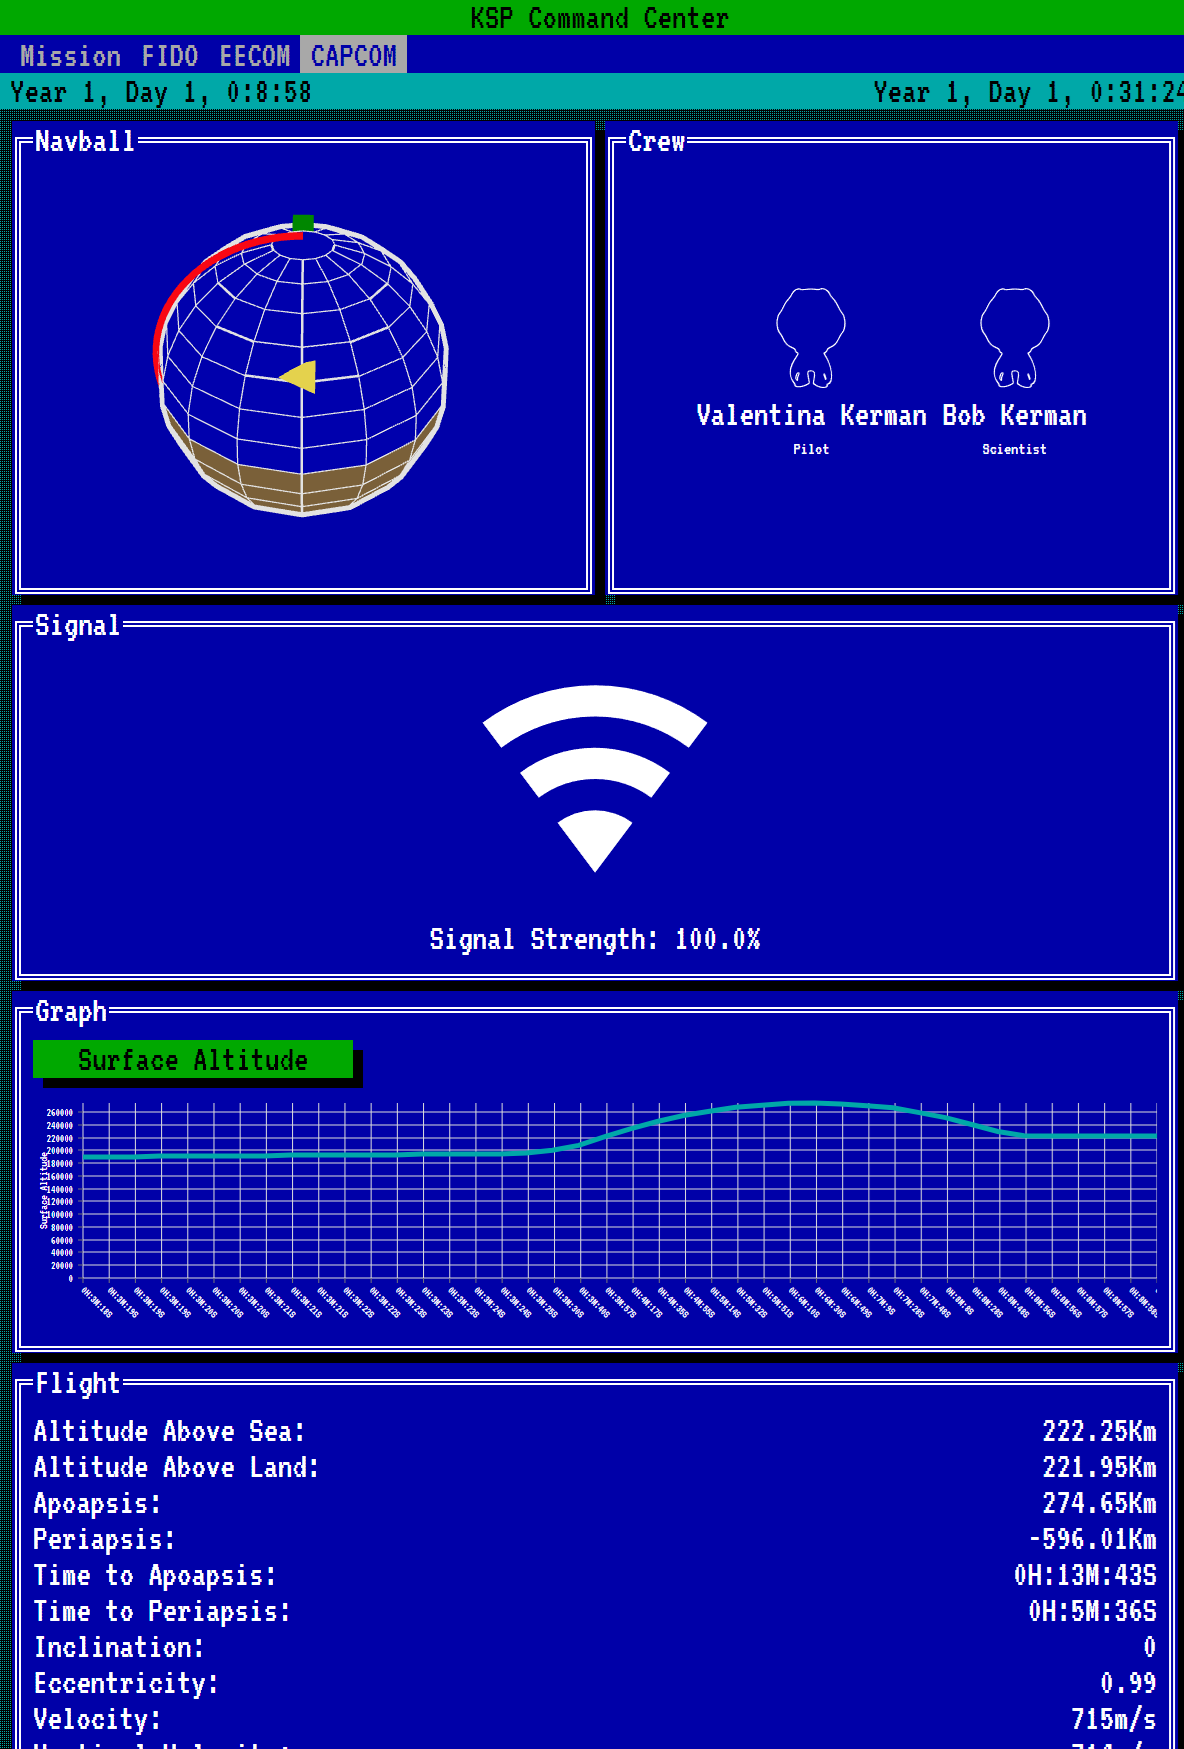 KSP Command Center
Mission FIDO EECOM CAPCOM
Year 1, Day 1, 0:8:58
Year 1, Day 1, 0:31:24
Navball
Crew
Valentina Kerman Bob Kerman
Pilot
Scientist
Signal
Signal Strength: 100.0%
Graph
Surface Altitude
260000
240000
220000
200000
180000
160000
140000
120000
100000
80000
60000
40000
20000
0
Surface Altitude
Flight
Altitude Above Sea: 222.25Km
Altitude Above Land: 221.95Km
Apoapsis: 274.65Km
Periapsis: -596.01Km
Time to Apoapsis: 0H:13M:43S
Time to Periapsis: 0H:5M:36S
Inclination: 0
Eccentricity: 0.99
Velocity: 715m/s